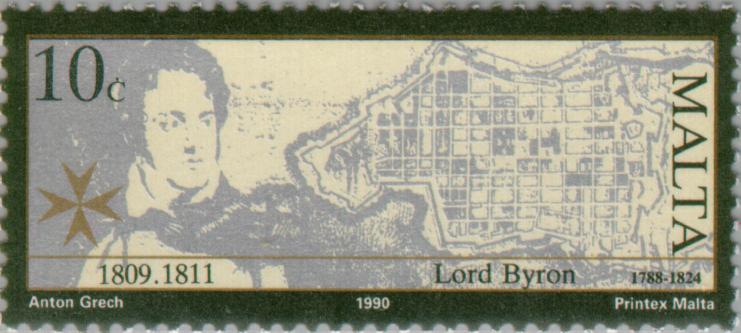 10c
MALTA
1809.1811
Lord Byron
1788-1824
Anton Grech
1990
Printex Malta